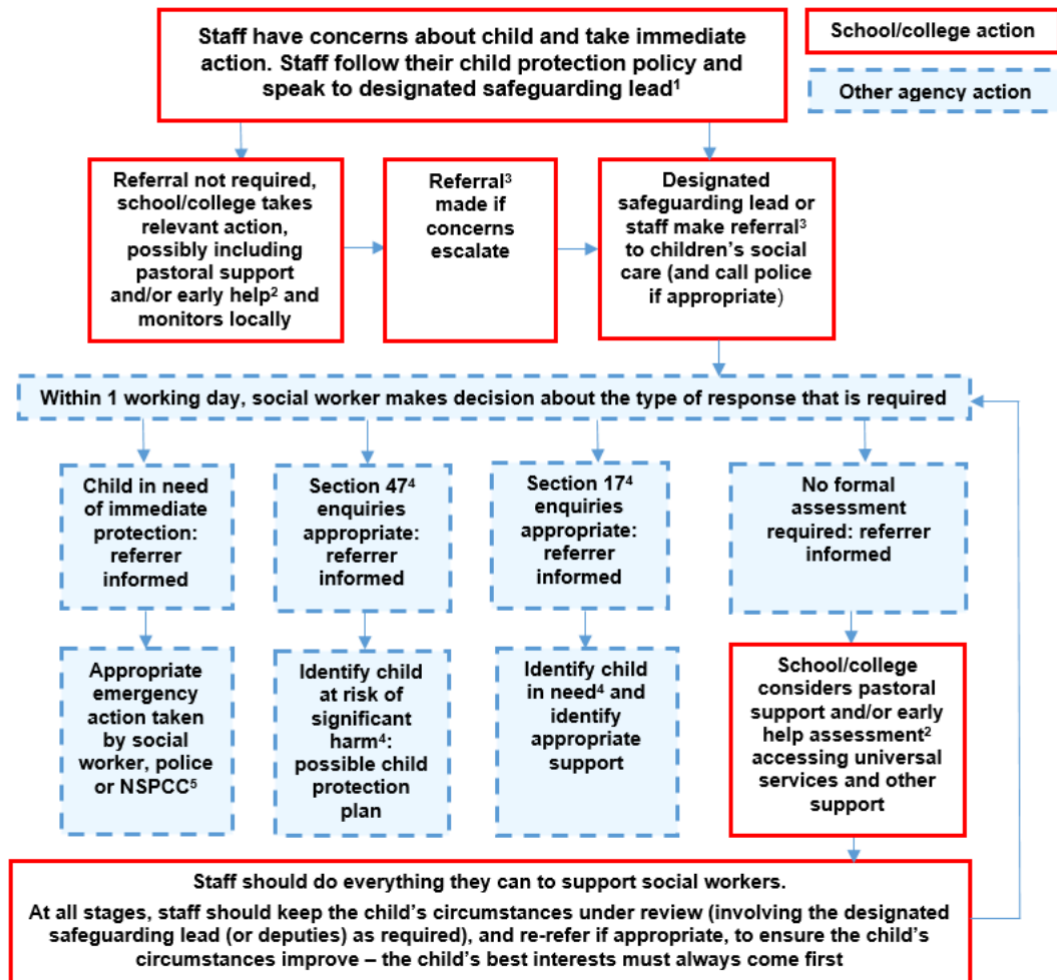 Staff have concerns about child and take immediate
action. Staff follow their child protection policy and
speak to designated safeguarding lead¹
School/college action
Other agency action
Referral not required,
school/college takes
relevant action,
possibly including
pastoral support
and/or early help² and
monitors locally
Referral³
made if
concerns
escalate
Designated
safeguarding lead or
staff make referral³
to children’s social
care (and call police
if appropriate)
Within 1 working day, social worker makes decision about the type of response that is required
Child in need
of immediate
protection:
referrer
informed
Section 47⁴
enquiries
appropriate:
referrer
informed
Section 17⁴
enquiries
appropriate:
referrer
informed
No formal
assessment
required: referrer
informed
Appropriate
emergency
action taken
by social
worker, police
or NSPCC⁵
Identify child
at risk of
significant
harm⁴:
possible child
protection
plan
Identify child
in need⁴ and
identify
appropriate
support
School/college
considers pastoral
support and/or early
help assessment²
accessing universal
services and other
support
Staff should do everything they can to support social workers.
At all stages, staff should keep the child’s circumstances under review (involving the designated
safeguarding lead (or deputies) as required), and re-refer if appropriate, to ensure the child’s
circumstances improve – the child’s best interests must always come first